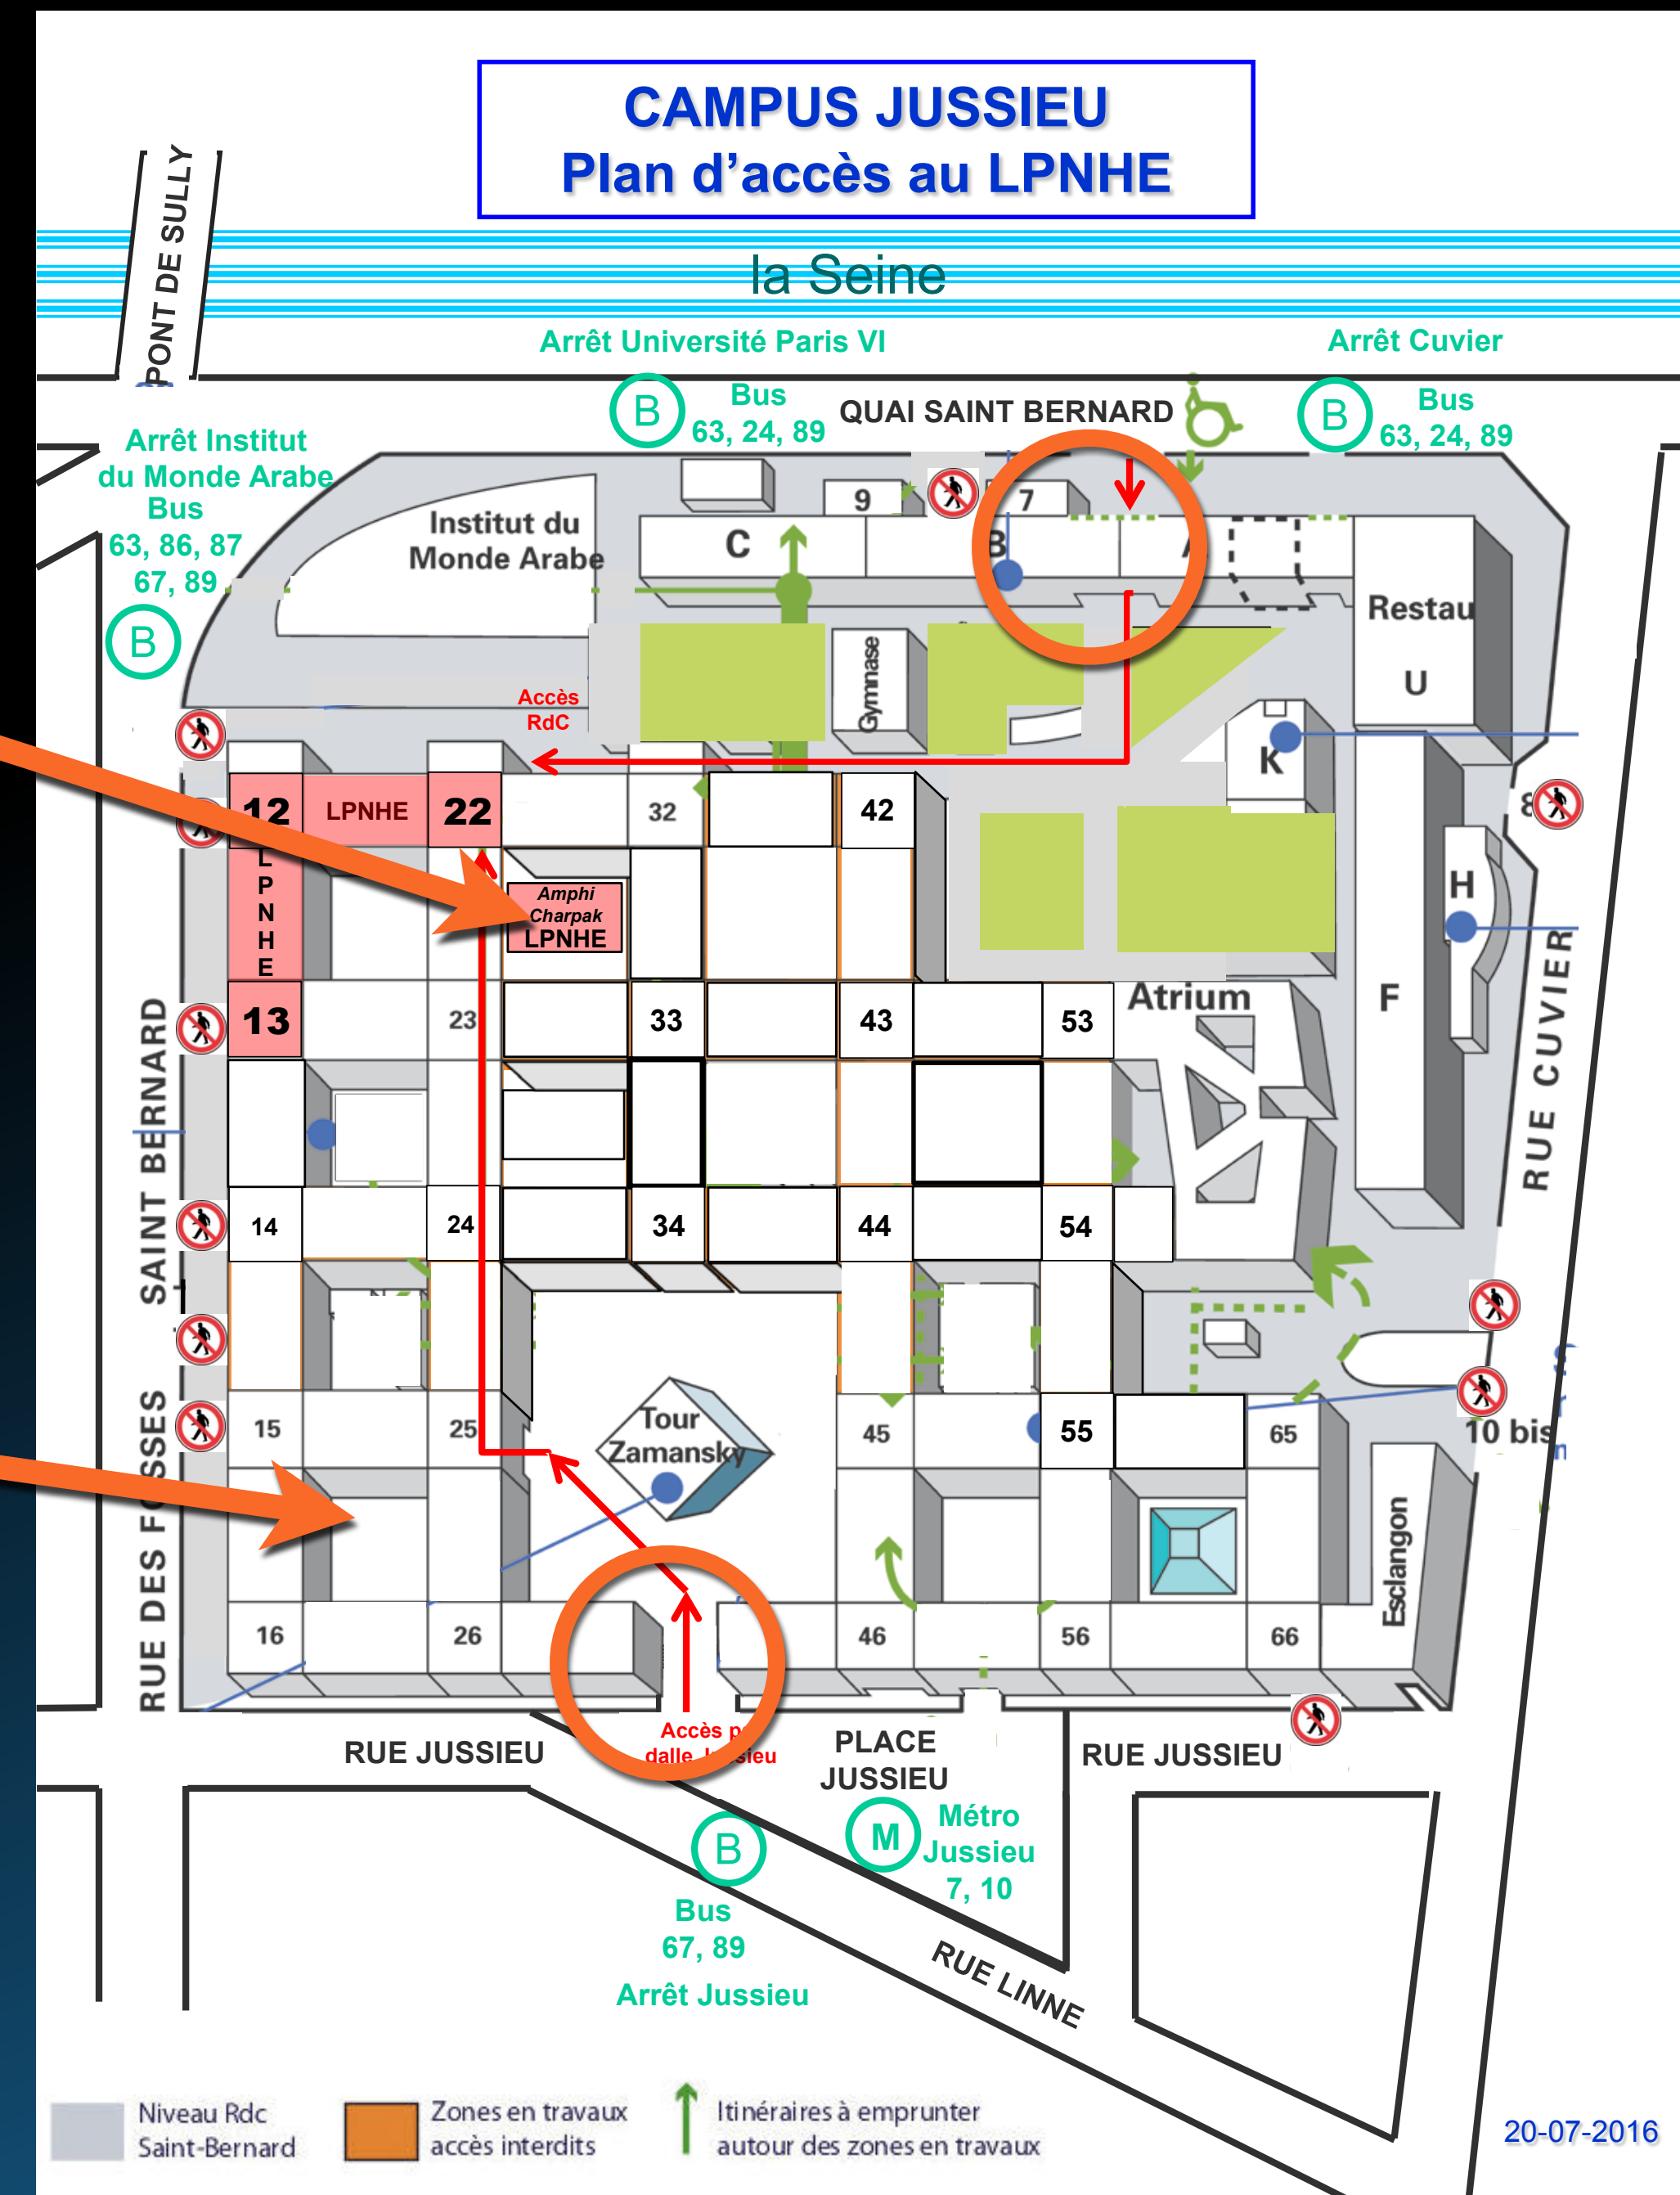 CAMPUS JUSSIEU
Plan d'accès au LPNHE
PONT DE SULLY
la Seine
Arrêt Université Paris VI
Arrêt Cuvier
B
Bus
63, 24, 89
QUAI SAINT BERNARD
B
Bus
63, 24, 89
Arrêt Institut
du Monde Arabe
Bus
63, 86, 87
67, 89
B
Institut du
Monde Arabe
9
7
C
B
A
Restau
U
Gymnase
Accès
RdC
K
12
LPNHE
22
32
42
LPNHE
Amphi
Charpak
LPNHE
H
F
8
13
23
33
43
53
Atrium
RUE CUVIER
14
24
34
44
54
RUE DES FOSSES SAINT BERNARD
15
25
Tour
Zamansky
45
55
65
10 bis
Esclangon
16
26
46
56
66
RUE JUSSIEU
Accès
dalle
PLACE
JUSSIEU
RUE JUSSIEU
B
Bus
67, 89
Arrêt Jussieu
M
Métro
Jussieu
7, 10
RUE LINNE
Niveau Rdc
Saint-Bernard
Zones en travaux
accès interdits
Itinéraires à emprunter
autour des zones en travaux
20-07-2016